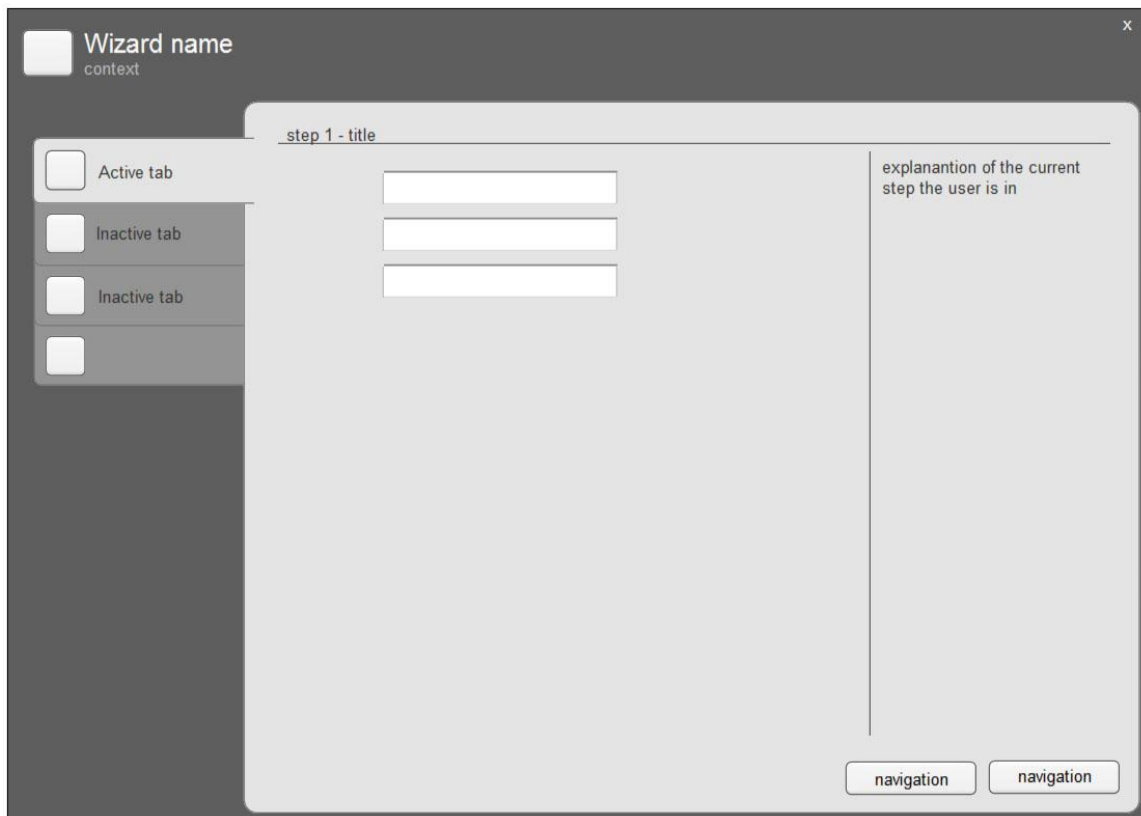 Wizard name
context
x
step 1 - title
Active tab
Inactive tab
Inactive tab
explanantion of the current
step the user is in
navigation
navigation